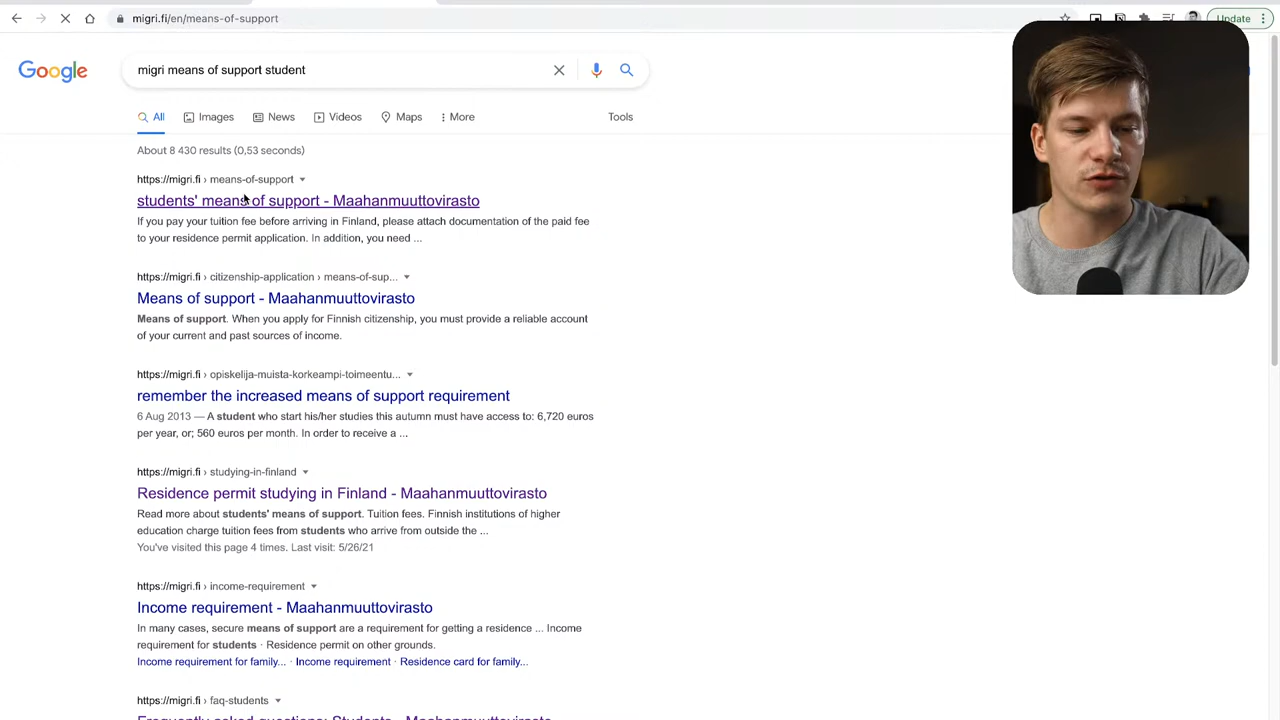 migri.fi/en/means-of-support
Update
Google
migri means of support student
All
Images
News
Videos
Maps
More
Tools
About 8 430 results (0,53 seconds)
https://migri.fi › means-of-support
students' means of support - Maahanmuuttovirasto
If you pay your tuition fee before arriving in Finland, please attach documentation of the paid fee
to your residence permit application. In addition, you need ...
https://migri.fi › citizenship-application › means-of-sup...
Means of support - Maahanmuuttovirasto
Means of support. When you apply for Finnish citizenship, you must provide a reliable account
of your current and past sources of income.
https://migri.fi › opiskelija-muista-korkeampi-toimeentu...
remember the increased means of support requirement
6 Aug 2013 — A student who start his/her studies this autumn must have access to: 6,720 euros
per year, or; 560 euros per month. In order to receive a ...
https://migri.fi › studying-in-finland
Residence permit studying in Finland - Maahanmuuttovirasto
Read more about students' means of support. Tuition fees. Finnish institutions of higher
education charge tuition fees from students who arrive from outside the ...
You've visited this page 4 times. Last visit: 5/26/21
https://migri.fi › income-requirement
Income requirement - Maahanmuuttovirasto
In many cases, secure means of support are a requirement for getting a residence ... Income
requirement for students · Residence permit on other grounds.
Income requirement for family... · Income requirement · Residence card for family...
https://migri.fi › faq-students
Frequently asked questions: Students - Maahanmuuttovirasto